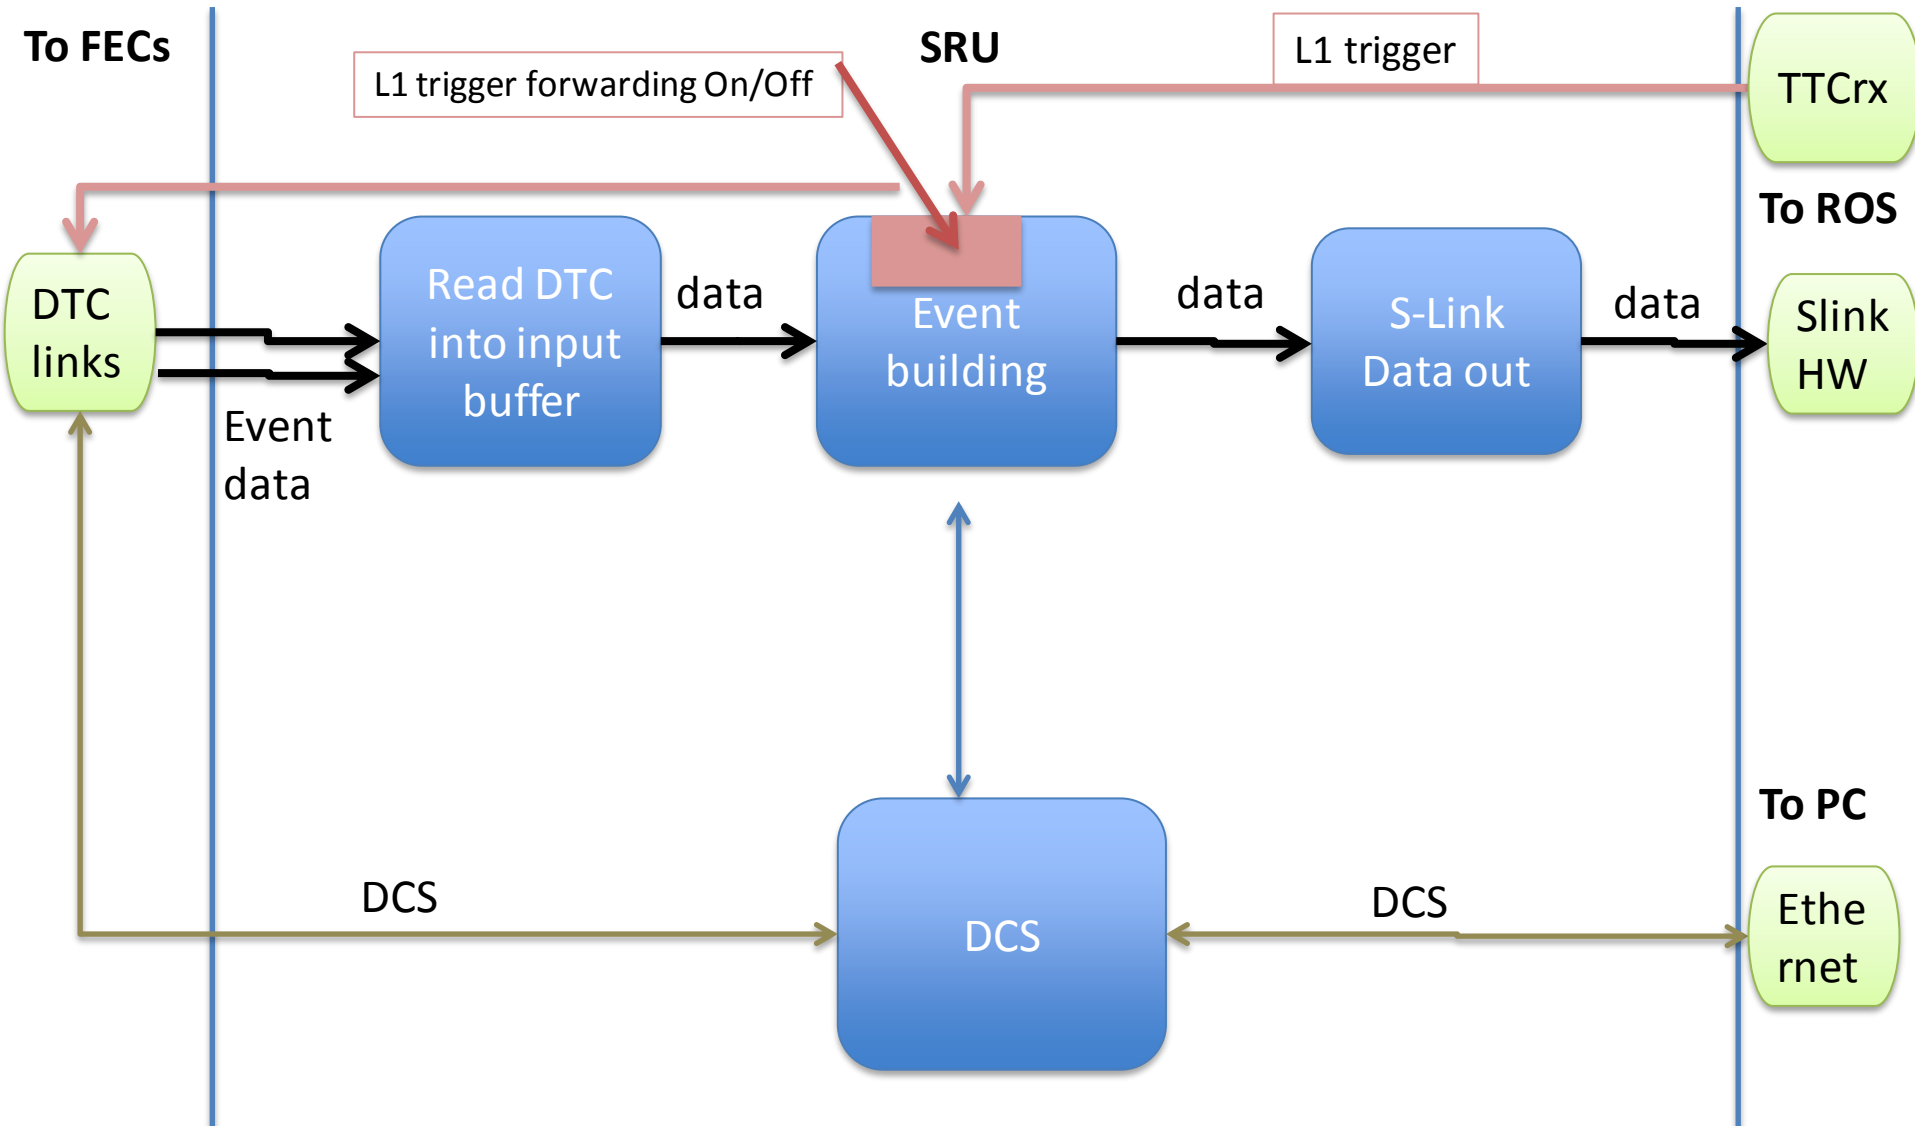 To FECs
SRU
L1 trigger
L1 trigger forwarding On/Off
TTCrx
To ROS
DTC
links
Event
data
Read DTC
into input
buffer
data
Event
building
data
S-Link
Data out
data
Slink
HW
To PC
DCS
DCS
DCS
Ethe
rnet